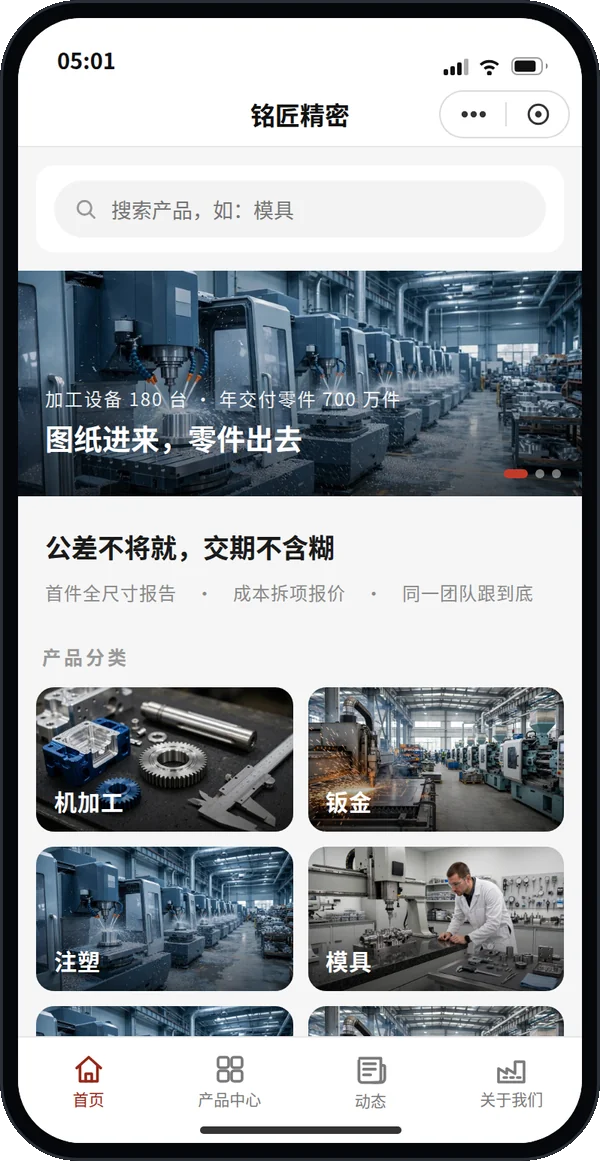 05:01
铭匠精密
搜索产品，如：模具
加工设备 180 台 · 年交付零件 700 万件
图纸进来，零件出去
公差不将就，交期不含糊
首件全尺寸报告 · 成本拆项报价 · 同一团队跟到底
产品分类
机加工
钣金
注塑
模具
首页
产品中心
动态
关于我们